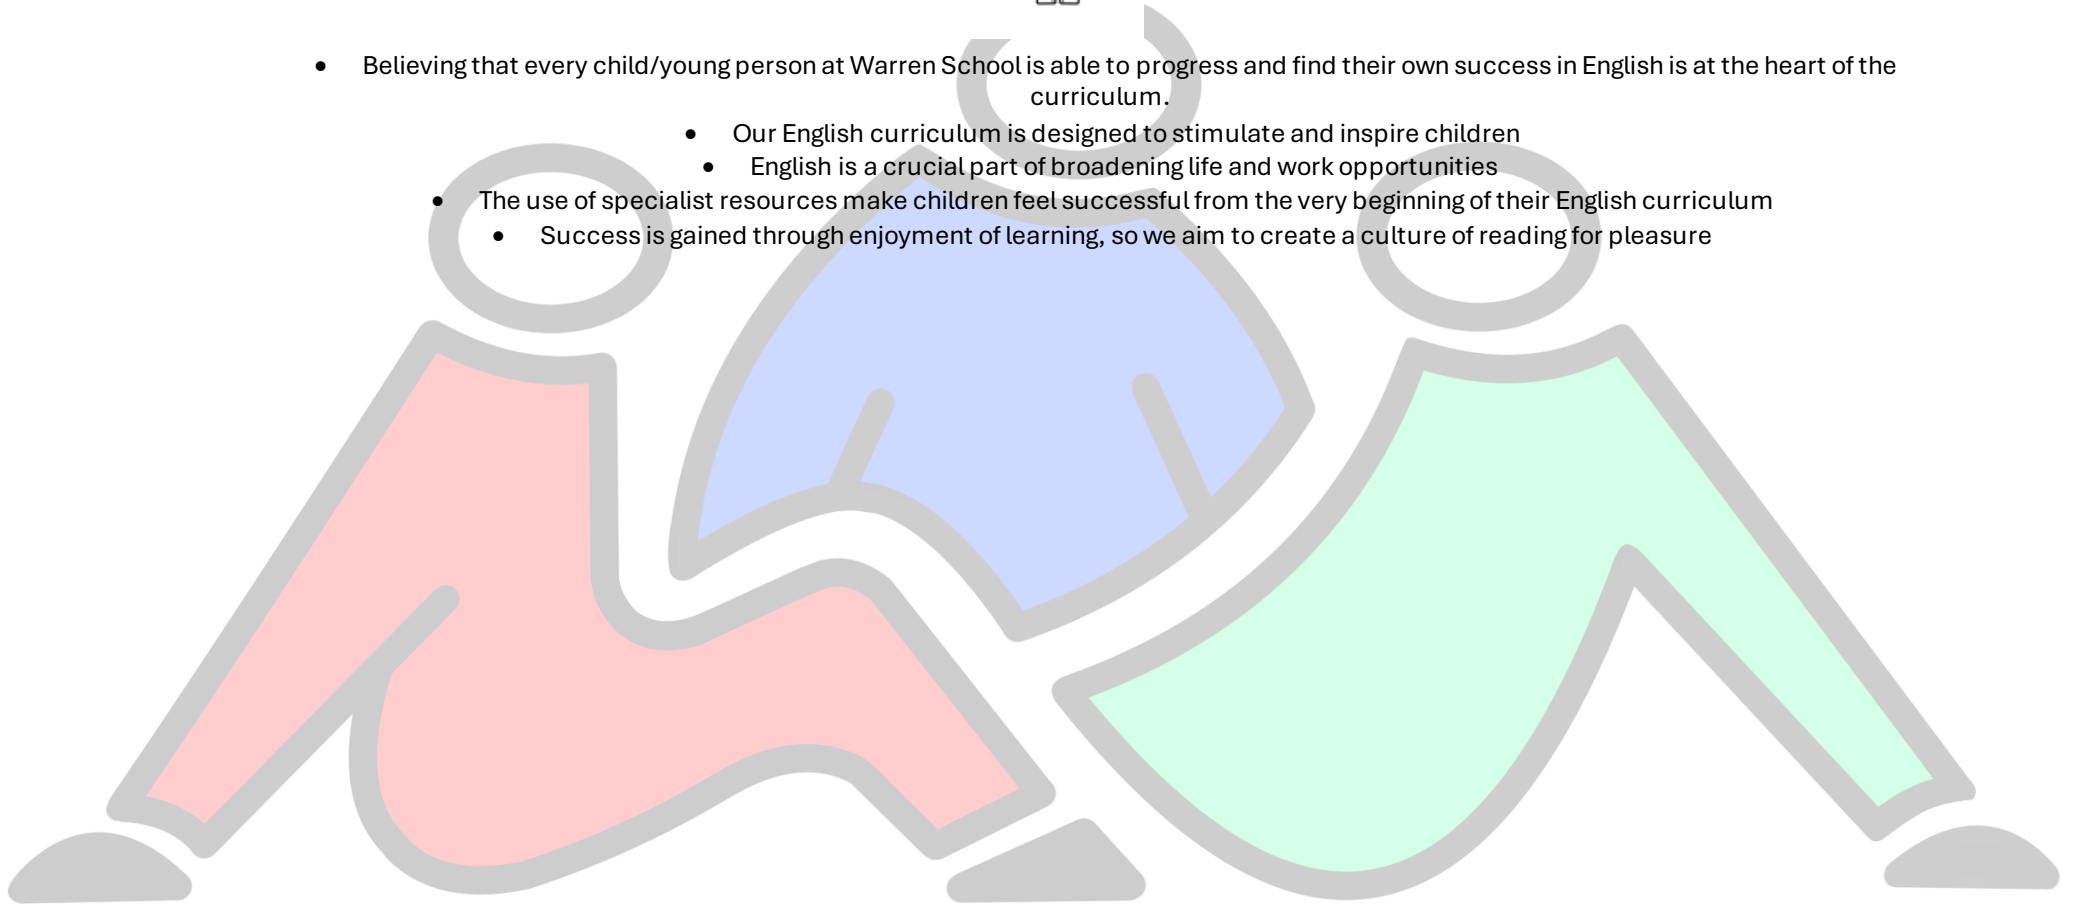 • Believing that every child/young person at Warren School is able to progress and find their own success in English is at the heart of the
curriculum.
• Our English curriculum is designed to stimulate and inspire children
• English is a crucial part of broadening life and work opportunities
• The use of specialist resources make children feel successful from the very beginning of their English curriculum
• Success is gained through enjoyment of learning, so we aim to create a culture of reading for pleasure